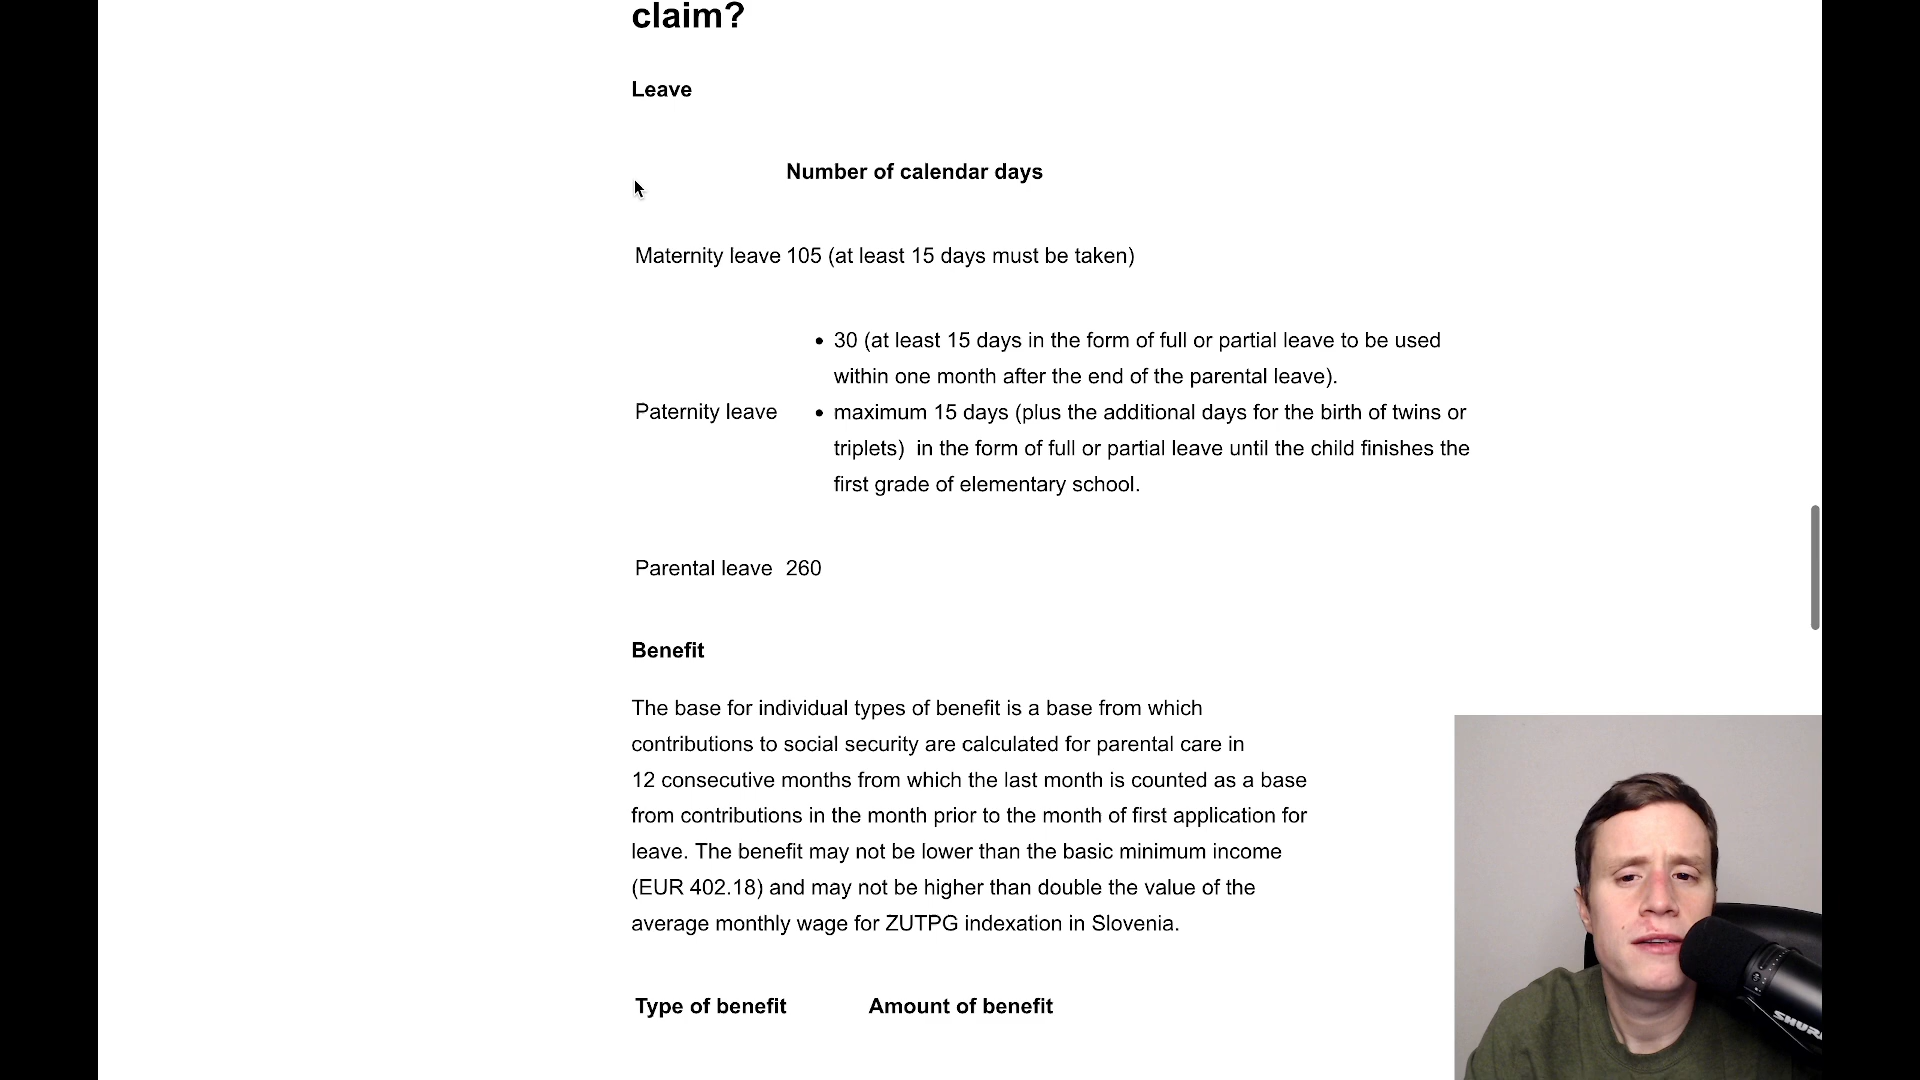 claim?
Leave
Number of calendar days
Maternity leave 105 (at least 15 days must be taken)
Paternity leave
• 30 (at least 15 days in the form of full or partial leave to be used
within one month after the end of the parental leave).
• maximum 15 days (plus the additional days for the birth of twins or
triplets)  in the form of full or partial leave until the child finishes the
first grade of elementary school.
Parental leave 260
Benefit
The base for individual types of benefit is a base from which
contributions to social security are calculated for parental care in
12 consecutive months from which the last month is counted as a base
from contributions in the month prior to the month of first application for
leave. The benefit may not be lower than the basic minimum income
(EUR 402.18) and may not be higher than double the value of the
average monthly wage for ZUTPG indexation in Slovenia.
Type of benefit Amount of benefit
SHUR